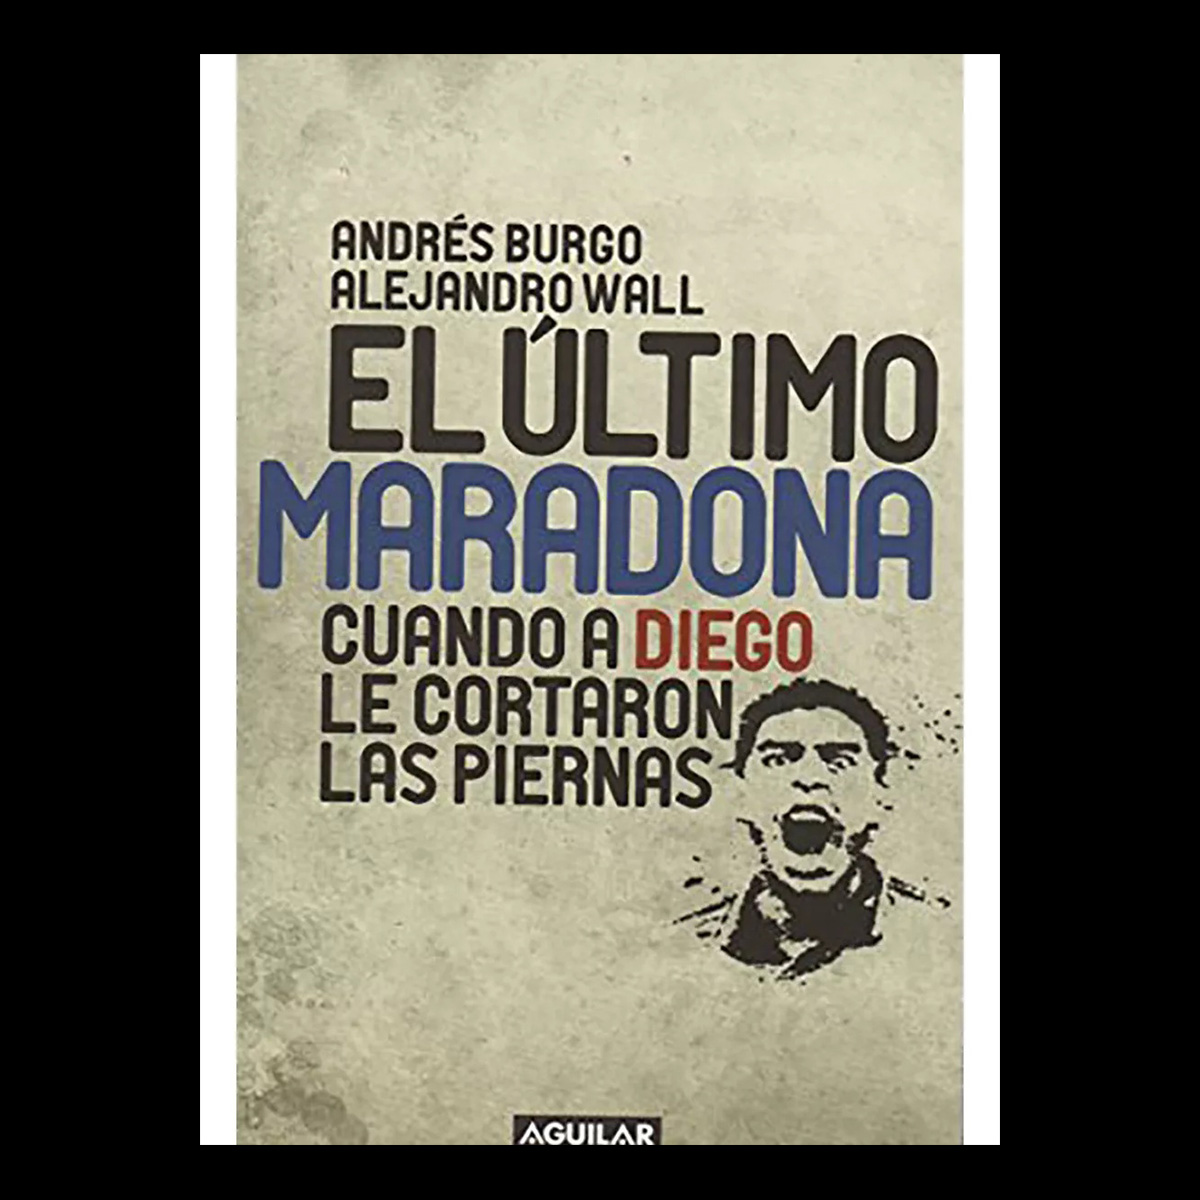 ANDRÉS BURGO
ALEJANDRO WALL
EL ÚLTIMO
MARADONA
CUANDO A DIEGO
LE CORTARON
LAS PIERNAS
AGUILAR